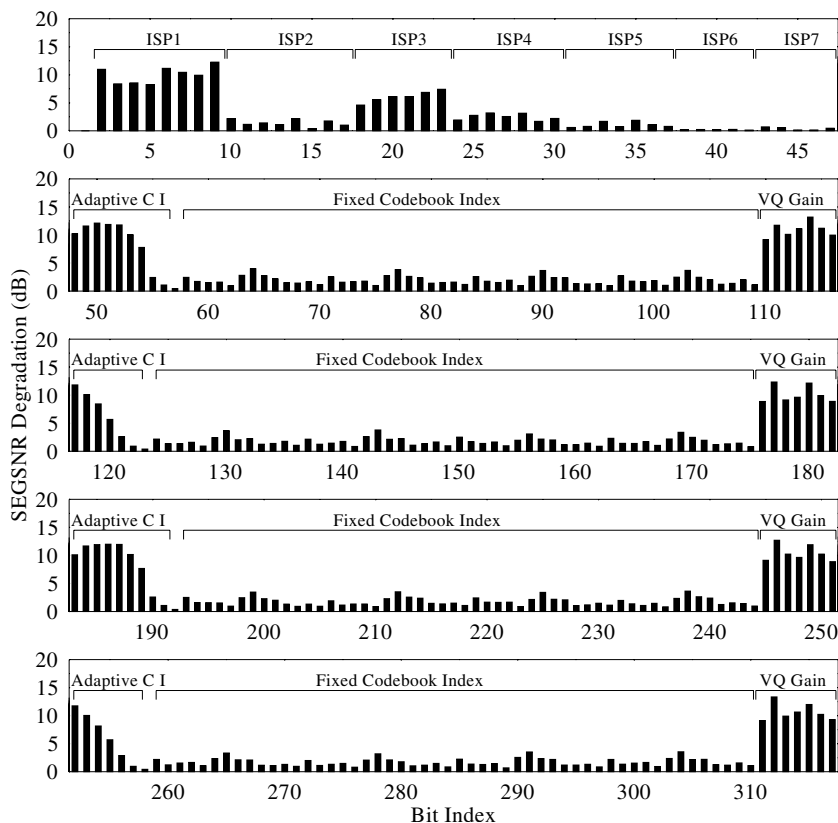 SEGSNR Degradation (dB)
20
15
10
5
0
ISP1 ISP2 ISP3 ISP4 ISP5 ISP6 ISP7
0 5 10 15 20 25 30 35 40 45
20
15
10
5
0
Adaptive C I Fixed Codebook Index VQ Gain
50 60 70 80 90 100 110
20
15
10
5
0
Adaptive C I Fixed Codebook Index VQ Gain
120 130 140 150 160 170 180
20
15
10
5
0
Adaptive C I Fixed Codebook Index VQ Gain
190 200 210 220 230 240 250
20
15
10
5
0
Adaptive C I Fixed Codebook Index VQ Gain
260 270 280 290 300 310
Bit Index